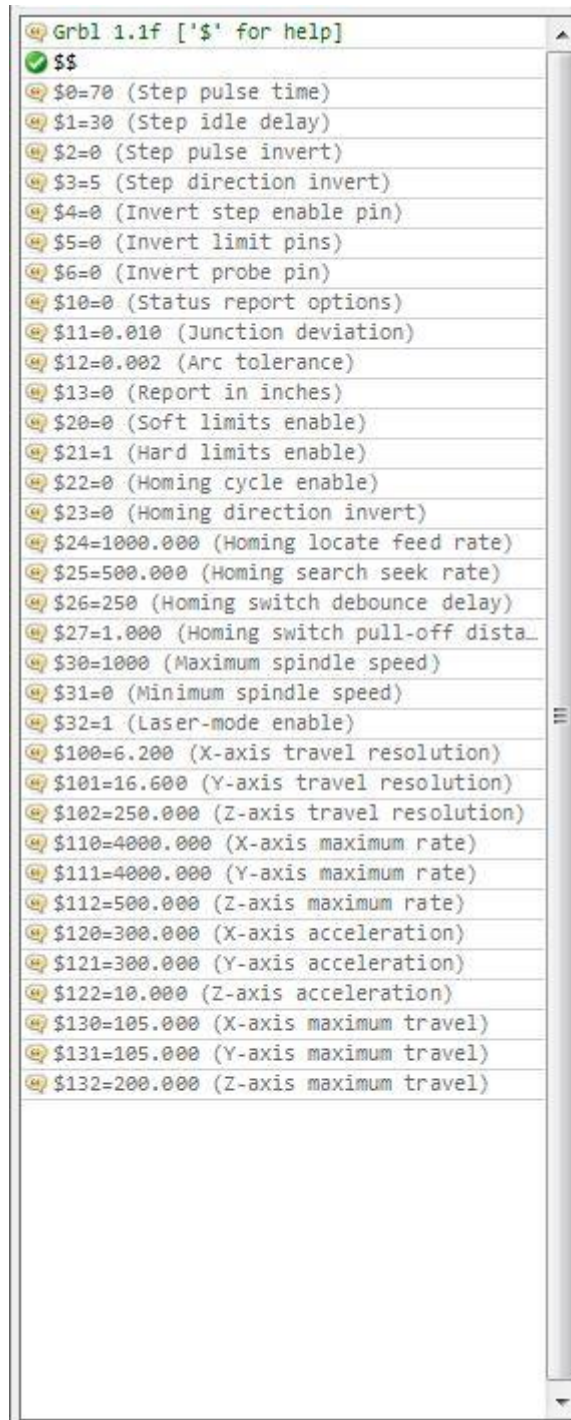 Grbl 1.1f ['$' for help]
$$
$0=70 (Step pulse time)
$1=30 (Step idle delay)
$2=0 (Step pulse invert)
$3=5 (Step direction invert)
$4=0 (Invert step enable pin)
$5=0 (Invert limit pins)
$6=0 (Invert probe pin)
$10=0 (Status report options)
$11=0.010 (Junction deviation)
$12=0.002 (Arc tolerance)
$13=0 (Report in inches)
$20=0 (Soft limits enable)
$21=1 (Hard limits enable)
$22=0 (Homing cycle enable)
$23=0 (Homing direction invert)
$24=1000.000 (Homing locate feed rate)
$25=500.000 (Homing search seek rate)
$26=250 (Homing switch debounce delay)
$27=1.000 (Homing switch pull-off dista…
$30=1000 (Maximum spindle speed)
$31=0 (Minimum spindle speed)
$32=1 (Laser-mode enable)
$100=6.200 (X-axis travel resolution)
$101=16.600 (Y-axis travel resolution)
$102=250.000 (Z-axis travel resolution)
$110=4000.000 (X-axis maximum rate)
$111=4000.000 (Y-axis maximum rate)
$112=500.000 (Z-axis maximum rate)
$120=300.000 (X-axis acceleration)
$121=300.000 (Y-axis acceleration)
$122=10.000 (Z-axis acceleration)
$130=105.000 (X-axis maximum travel)
$131=105.000 (Y-axis maximum travel)
$132=200.000 (Z-axis maximum travel)